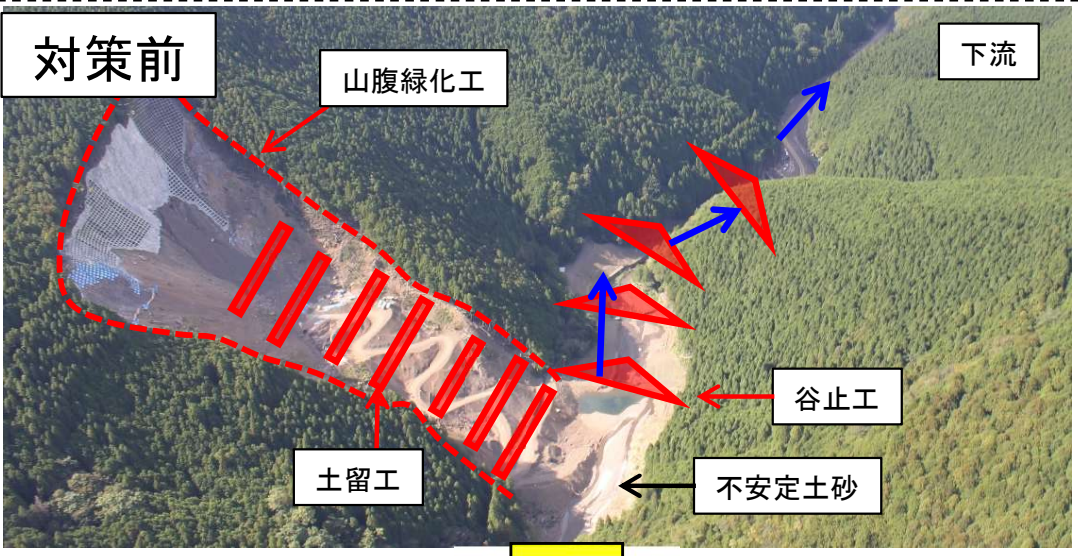 対策前
下流
山腹緑化工
谷止工
土留工
不安定土砂